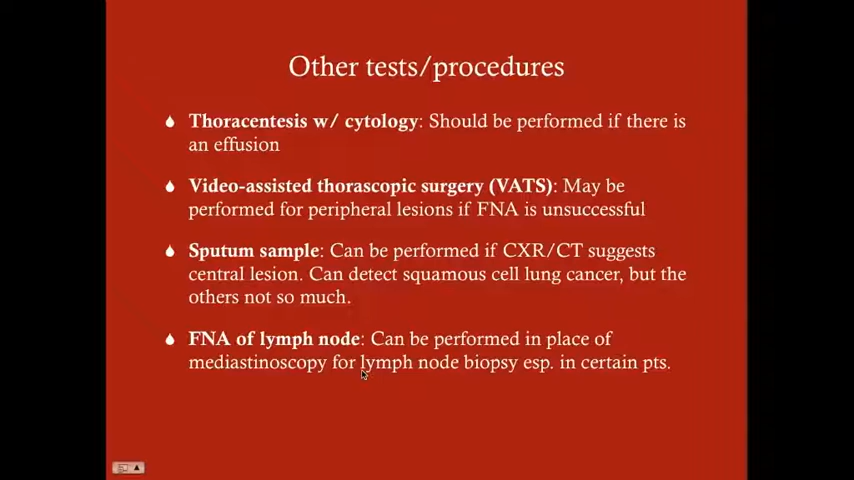 Other tests/procedures
Thoracentesis w/ cytology: Should be performed if there is
an effusion
Video-assisted thorascopic surgery (VATS): May be
performed for peripheral lesions if FNA is unsuccessful
Sputum sample: Can be performed if CXR/CT suggests
central lesion. Can detect squamous cell lung cancer, but the
others not so much.
FNA of lymph node: Can be performed in place of
mediastinoscopy for lymph node biopsy esp. in certain pts.